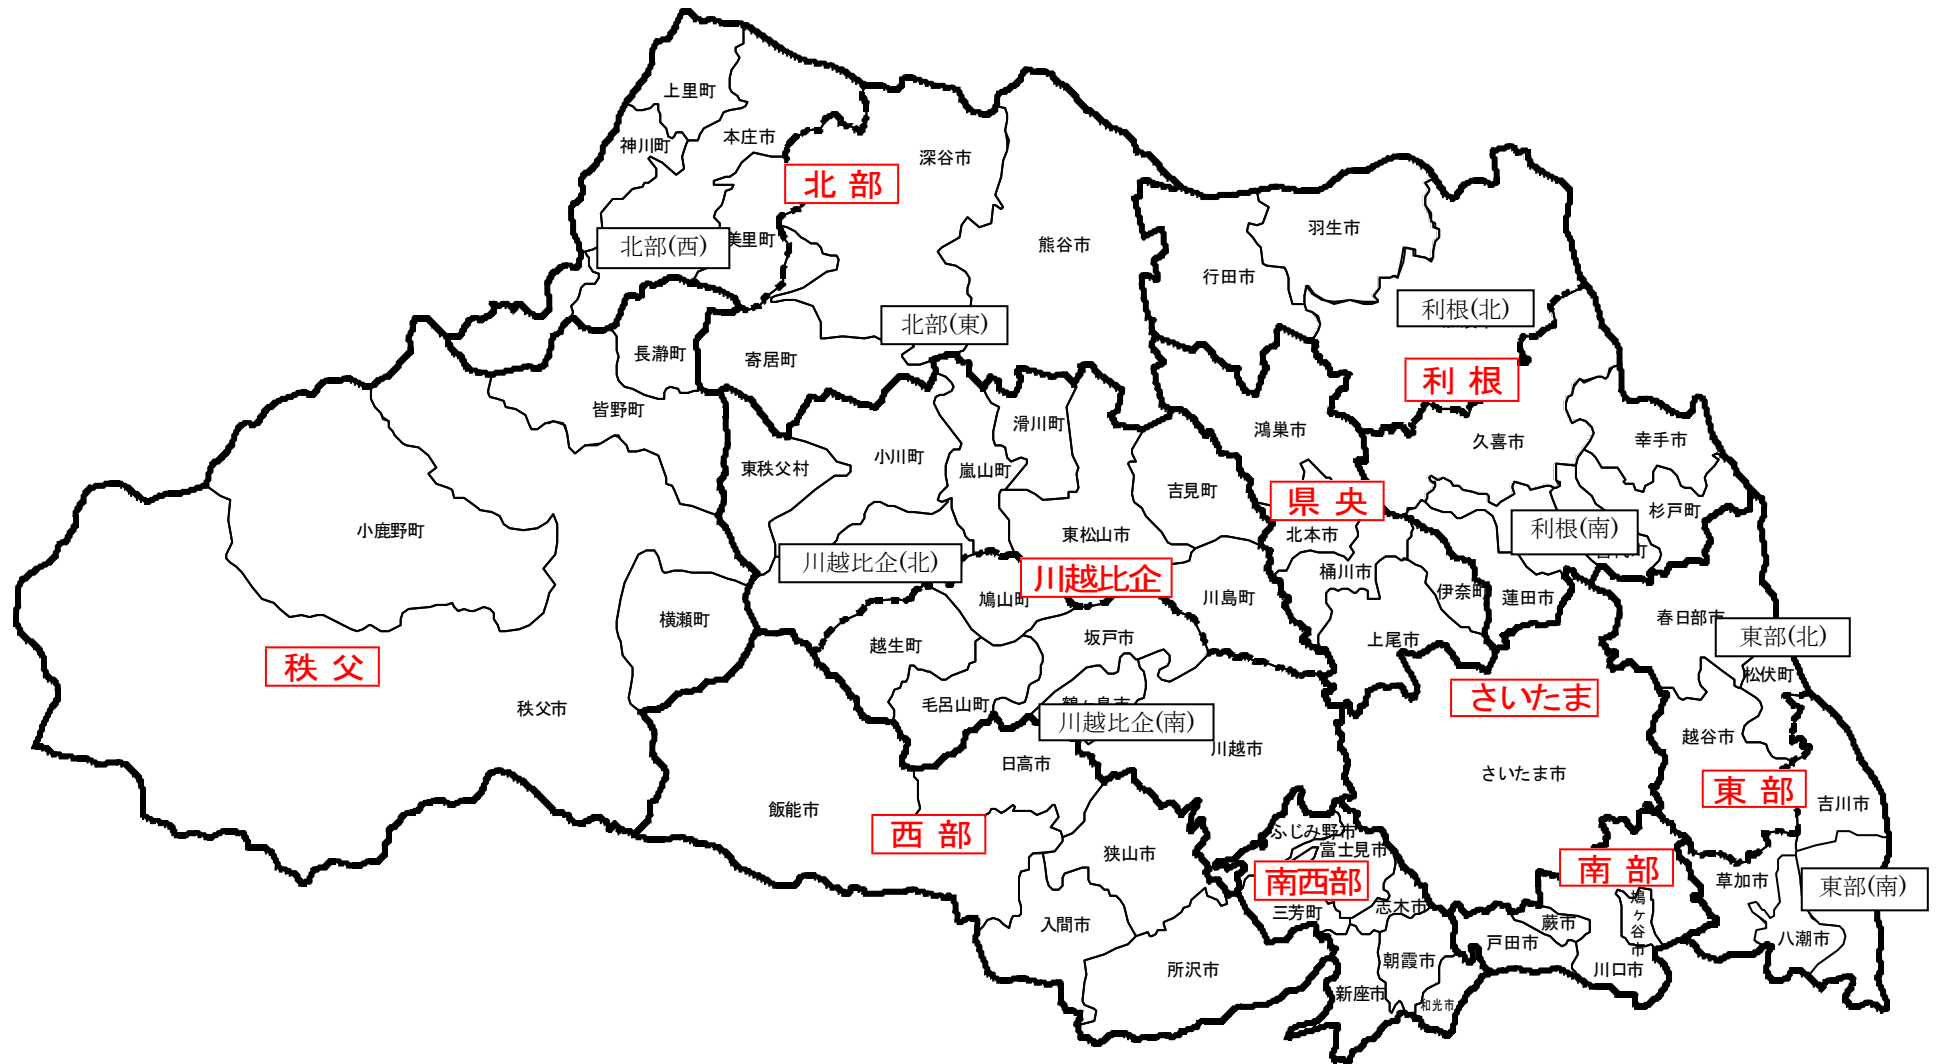 上里町
神川町
本庄市
深谷市
北部
北部(西)
美里町
熊谷市
羽生市
行田市
利根(北)
北部(東)
長瀞町
寄居町
利根
皆野町
滑川町
鴻巣市
久喜市
幸手市
東秩父村
小川町
嵐山町
吉見町
県央
小鹿野町
東松山市
北本市
利根(南)
杉戸町
川越比企(北)
川越比企
桶川市
伊奈町
蓮田市
鳩山町
川島町
横瀬町
春日部市
越生町
坂戸市
上尾市
東部(北)
秩父
松伏町
さいたま
秩父市
毛呂山町
鶴ヶ島市
川越比企(南)
川越市
越谷市
日高市
さいたま市
東部
飯能市
西部
吉川市
ふじみ野市
狭山市
富士見市
南西部
南部
草加市
東部(南)
三芳町
志木市
鳩ヶ谷市
入間市
蕨市
戸田市
八潮市
所沢市
朝霞市
川口市
新座市
和光市